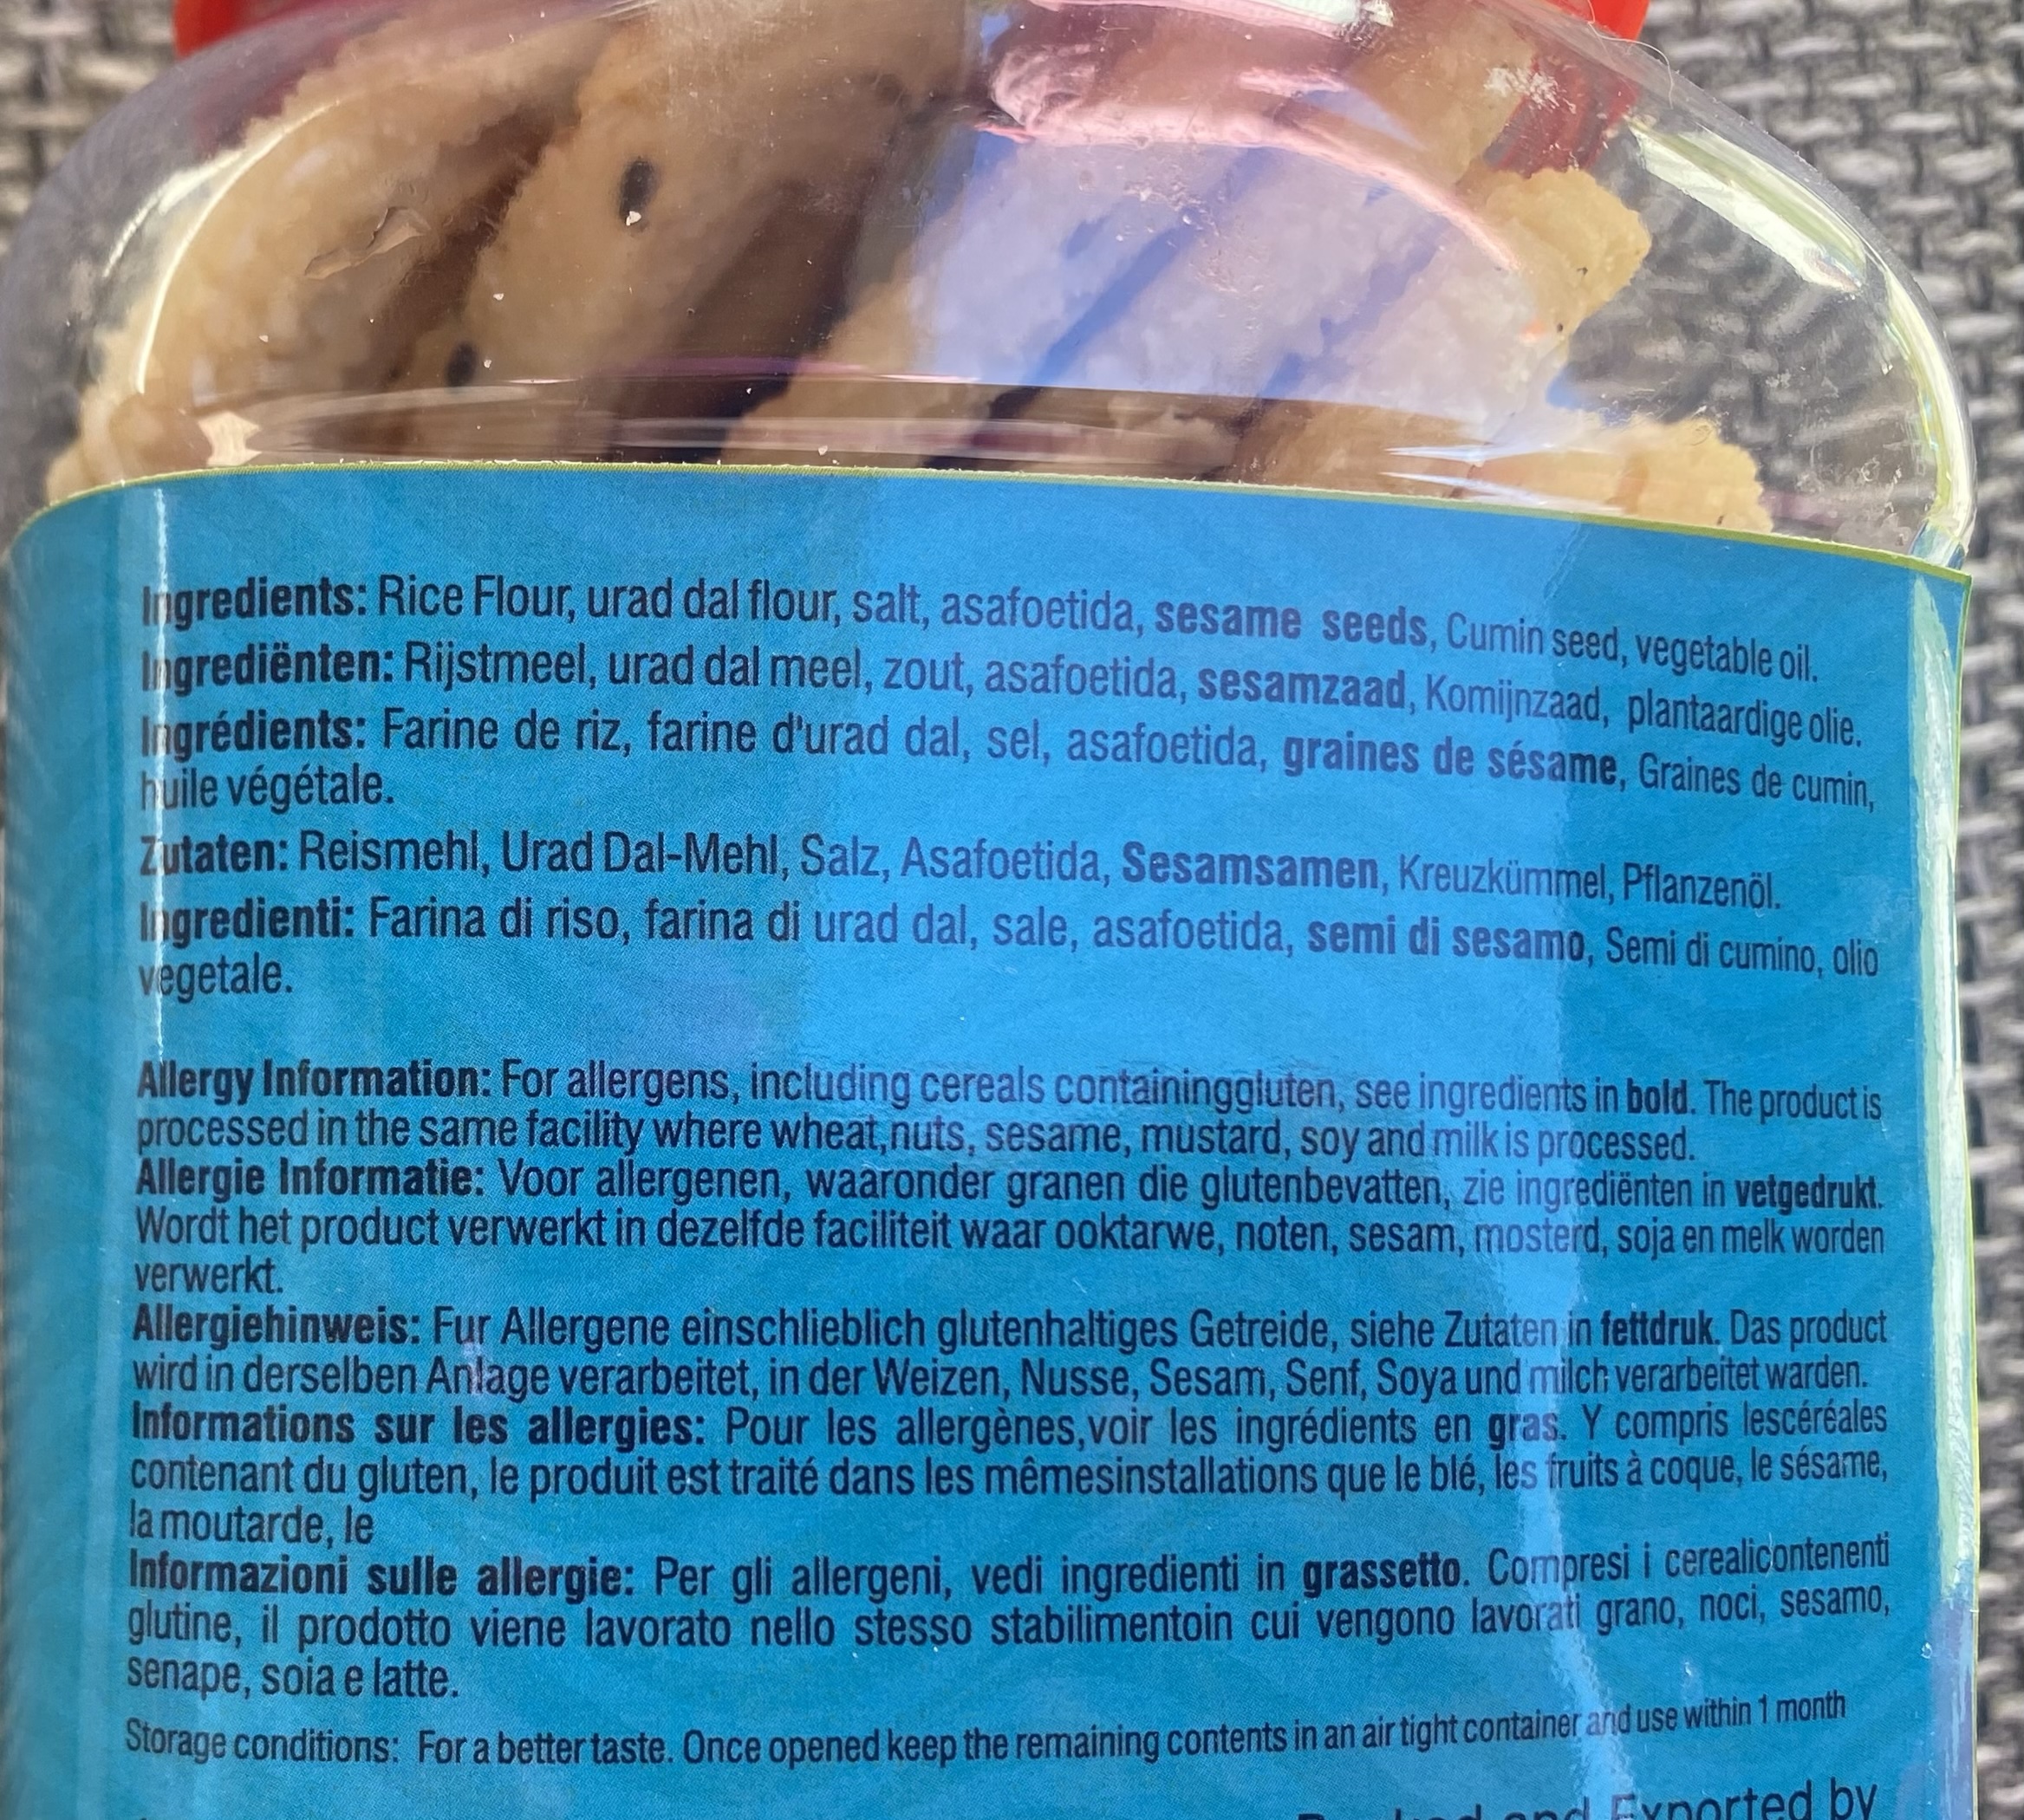 Ingredients: Rice Flour, urad dal flour, salt, asafoetida, sesame seeds, Cumin seed, vegetable oil.
Ingrediënten: Rijstmeel, urad dal meel, zout, asafoetida, sesamzaad, Komijnzaad, plantaardige olie.
Ingrédients: Farine de riz, farine d'urad dal, sel, asafoetida, graines de sésame, Graines de cumin,
huile végétale.
Zutaten: Reismehl, Urad Dal-Mehl, Salz, Asafoetida, Sesamsamen, Kreuzkümmel, Pflanzenöl.
Ingredienti: Farina di riso, farina di urad dal, sale, asafoetida, semi di sesamo, Semi di cumino, olio
vegetale.
Allergy Information: For allergens, including cereals containinggluten, see ingredients in bold. The product is
processed in the same facility where wheat,nuts, sesame, mustard, soy and milk is processed.
Allergie Informatie: Voor allergenen, waaronder granen die glutenbevatten, zie ingrediënten in vetgedrukt.
Wordt het product verwerkt in dezelfde faciliteit waar ooktarwe, noten, sesam, mosterd, soja en melk worden
verwerkt.
Allergiehinweis: Fur Allergene einschlieblich glutenhaltiges Getreide, siehe Zutaten in fettdruk. Das product
wird in derselben Anlage verarbeitet, in der Weizen, Nusse, Sesam, Senf, Soya und milch verarbeitet warden.
Informations sur les allergies: Pour les allergènes,voir les ingrédients en gras. Y compris lescéréales
contenant du gluten, le produit est traité dans les mêmesinstallations que le blé, les fruits à coque, le sésame,
la moutarde, le
Informazioni sulle allergie: Per gli allergeni, vedi ingredienti in grassetto. Compresi i cerealicontenenti
glutine, il prodotto viene lavorato nello stesso stabilimentoin cui vengono lavorati grano, noci, sesamo,
senape, soia e latte.
Storage conditions: For a better taste. Once opened keep the remaining contents in an air tight container and use within 1 month
and Exported by